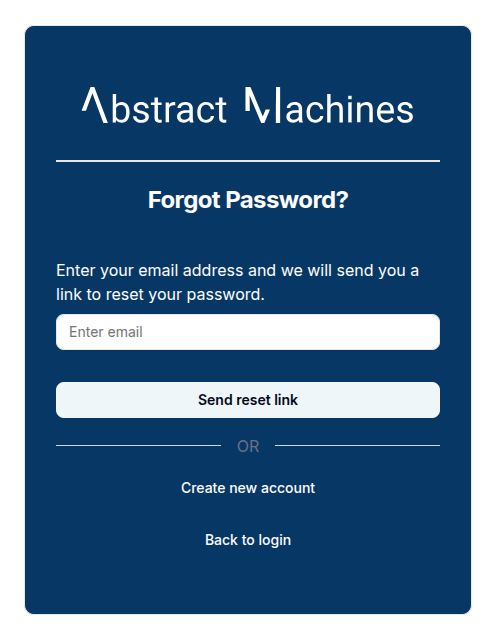 Abstract Machines
Forgot Password?
Enter your email address and we will send you a
link to reset your password.
Enter email
Send reset link
OR
Create new account
Back to login